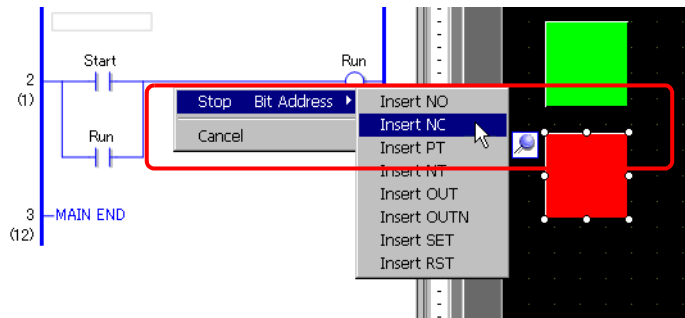 Start
Run
2
(1)
Stop Bit Address
Cancel
Run
Insert NO
Insert NC
Insert PT
Insert NT
Insert OUT
Insert OUTN
Insert SET
Insert RST
3
MAIN END
(12)